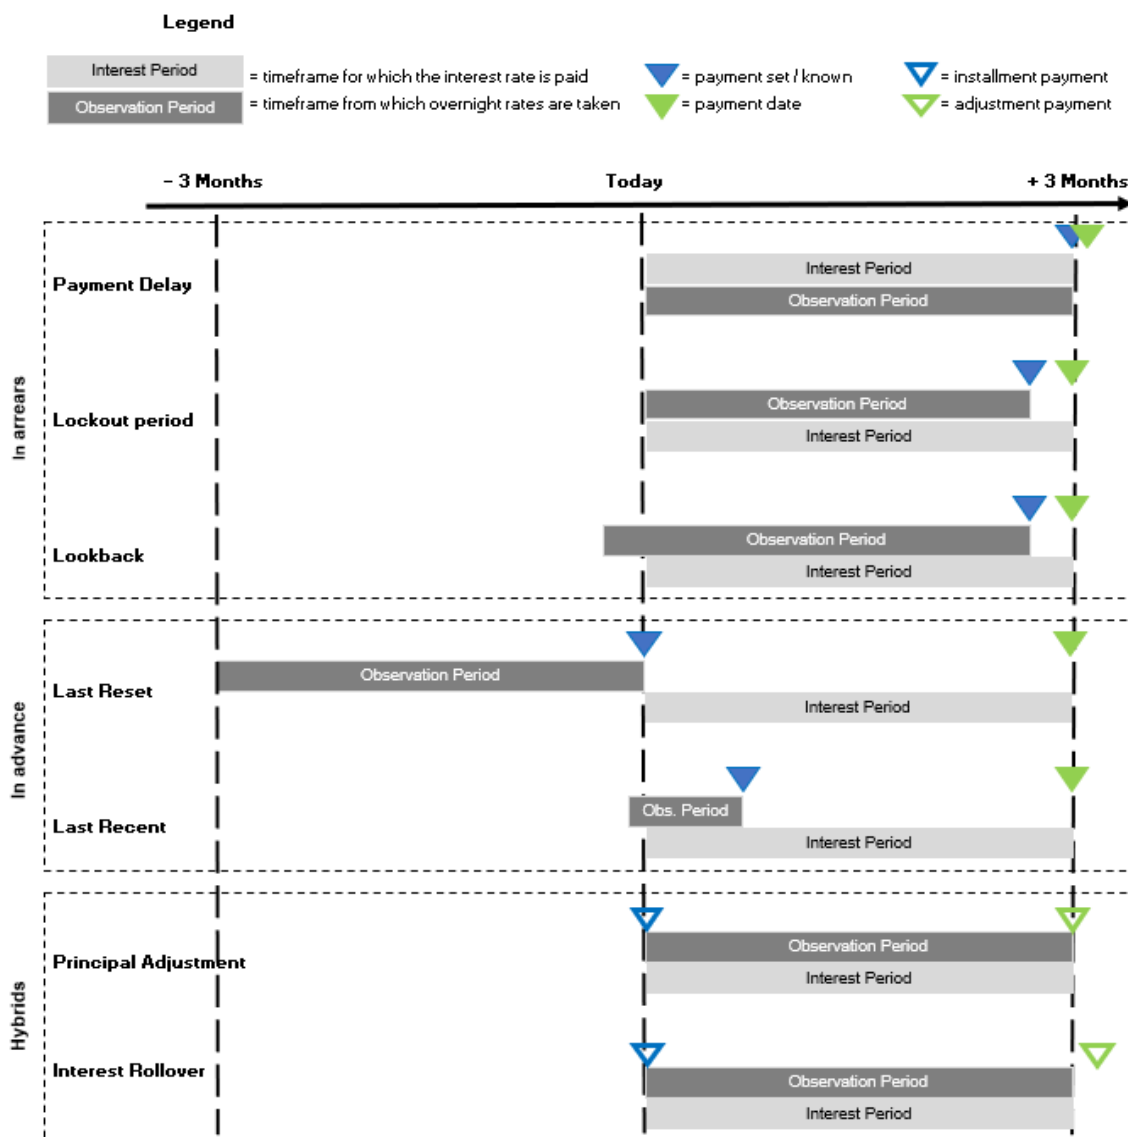 Legend
Interest Period = timeframe for which the interest rate is paid = payment set / known = installment payment
Observation Period = timeframe from which overnight rates are taken = payment date = adjustment payment
- 3 Months Today + 3 Months
In arrears
Payment Delay
Interest Period
Observation Period
Lockout period
Observation Period
Interest Period
Lookback
Observation Period
Interest Period
In advance
Last Reset
Observation Period
Interest Period
Last Recent
Obs. Period
Interest Period
Hybrids
Principal Adjustment
Observation Period
Interest Period
Interest Rollover
Observation Period
Interest Period